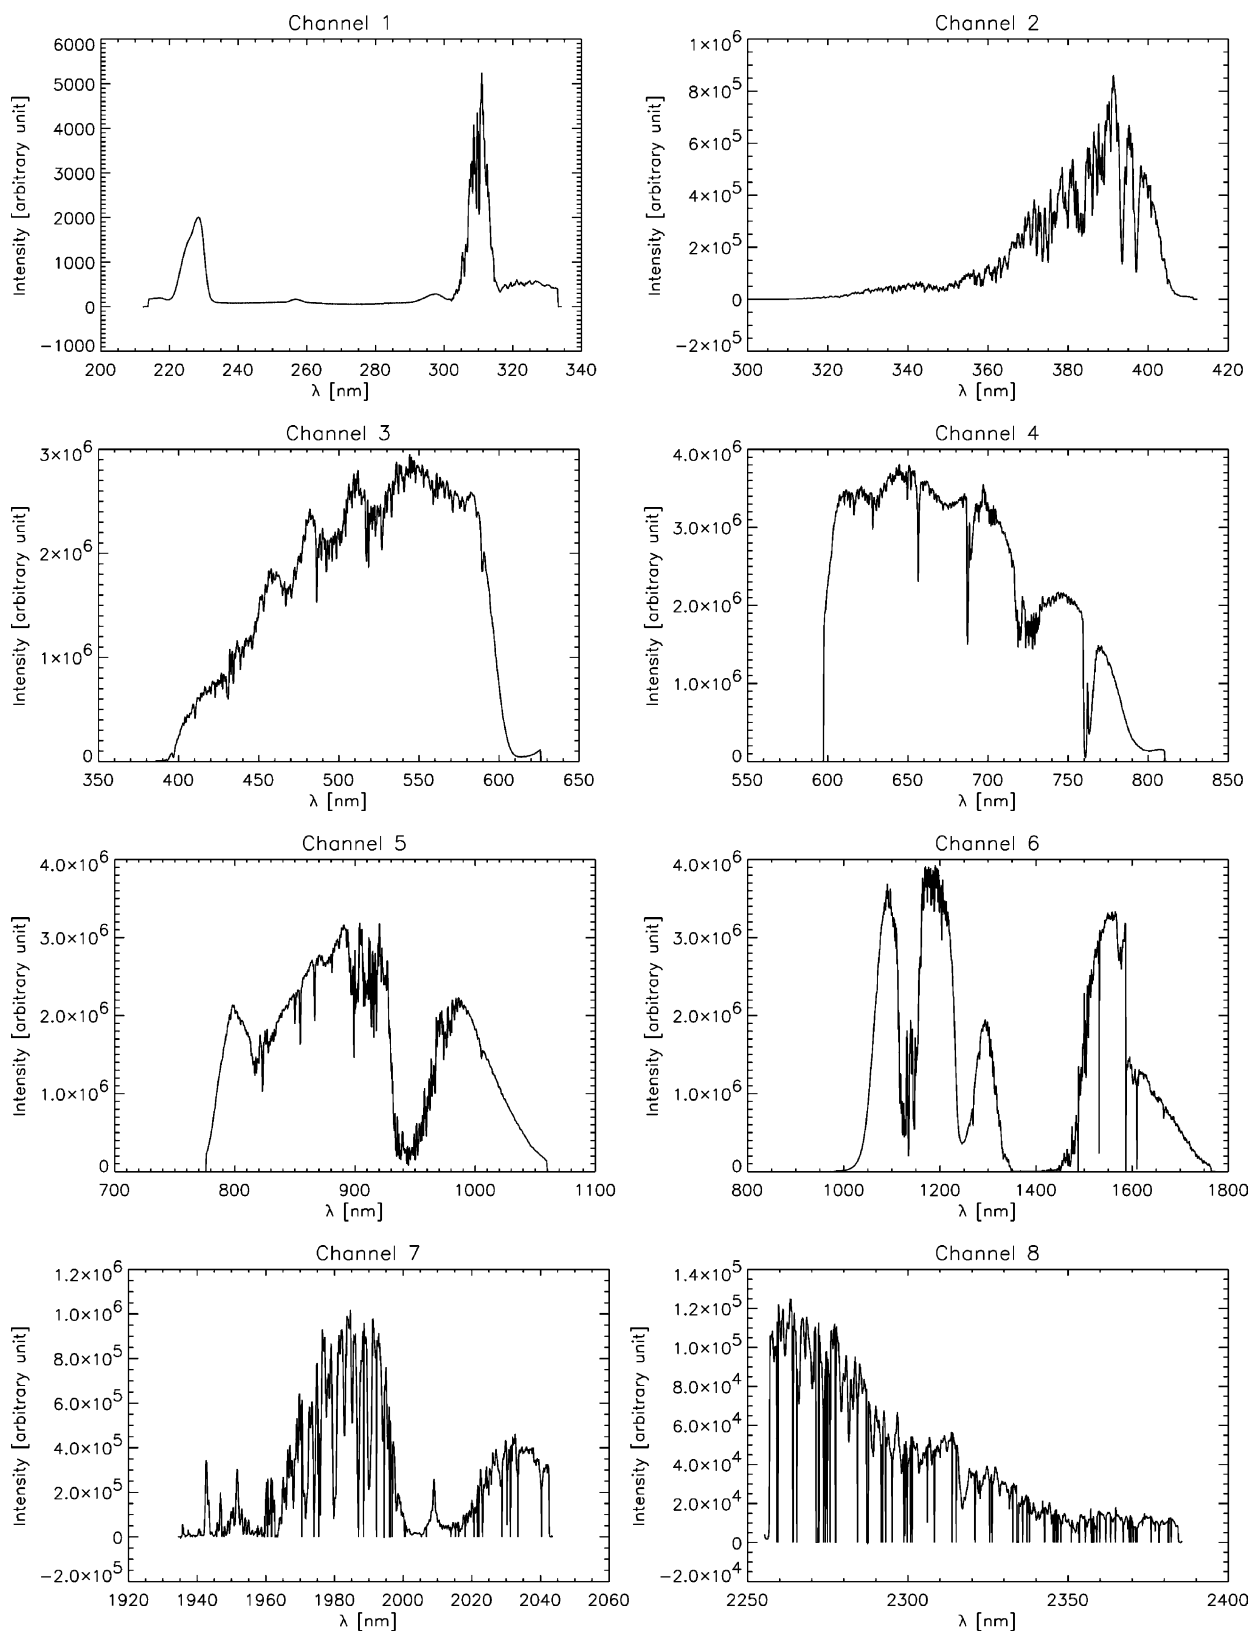 Channel 1
Intensity [arbitrary unit]
6000
5000
4000
3000
2000
1000
0
−1000
200 220 240 260 280 300 320 340
λ [nm]
Channel 2
Intensity [arbitrary unit]
1×10⁶
8×10⁵
6×10⁵
4×10⁵
2×10⁵
0
−2×10⁵
300 320 340 360 380 400 420
λ [nm]
Channel 3
Intensity [arbitrary unit]
3×10⁶
2×10⁶
1×10⁶
0
350 400 450 500 550 600 650
λ [nm]
Channel 4
Intensity [arbitrary unit]
4.0×10⁶
3.0×10⁶
2.0×10⁶
1.0×10⁶
0
550 600 650 700 750 800 850
λ [nm]
Channel 5
Intensity [arbitrary unit]
4.0×10⁶
3.0×10⁶
2.0×10⁶
1.0×10⁶
0
700 800 900 1000 1100
λ [nm]
Channel 6
Intensity [arbitrary unit]
4.0×10⁶
3.0×10⁶
2.0×10⁶
1.0×10⁶
0
800 1000 1200 1400 1600 1800
λ [nm]
Channel 7
Intensity [arbitrary unit]
1.2×10⁶
1.0×10⁶
8.0×10⁵
6.0×10⁵
4.0×10⁵
2.0×10⁵
0
−2.0×10⁵
1920 1940 1960 1980 2000 2020 2040 2060
λ [nm]
Channel 8
Intensity [arbitrary unit]
1.4×10⁵
1.2×10⁵
1.0×10⁵
8.0×10⁴
6.0×10⁴
4.0×10⁴
2.0×10⁴
0
−2.0×10⁴
2250 2300 2350 2400
λ [nm]